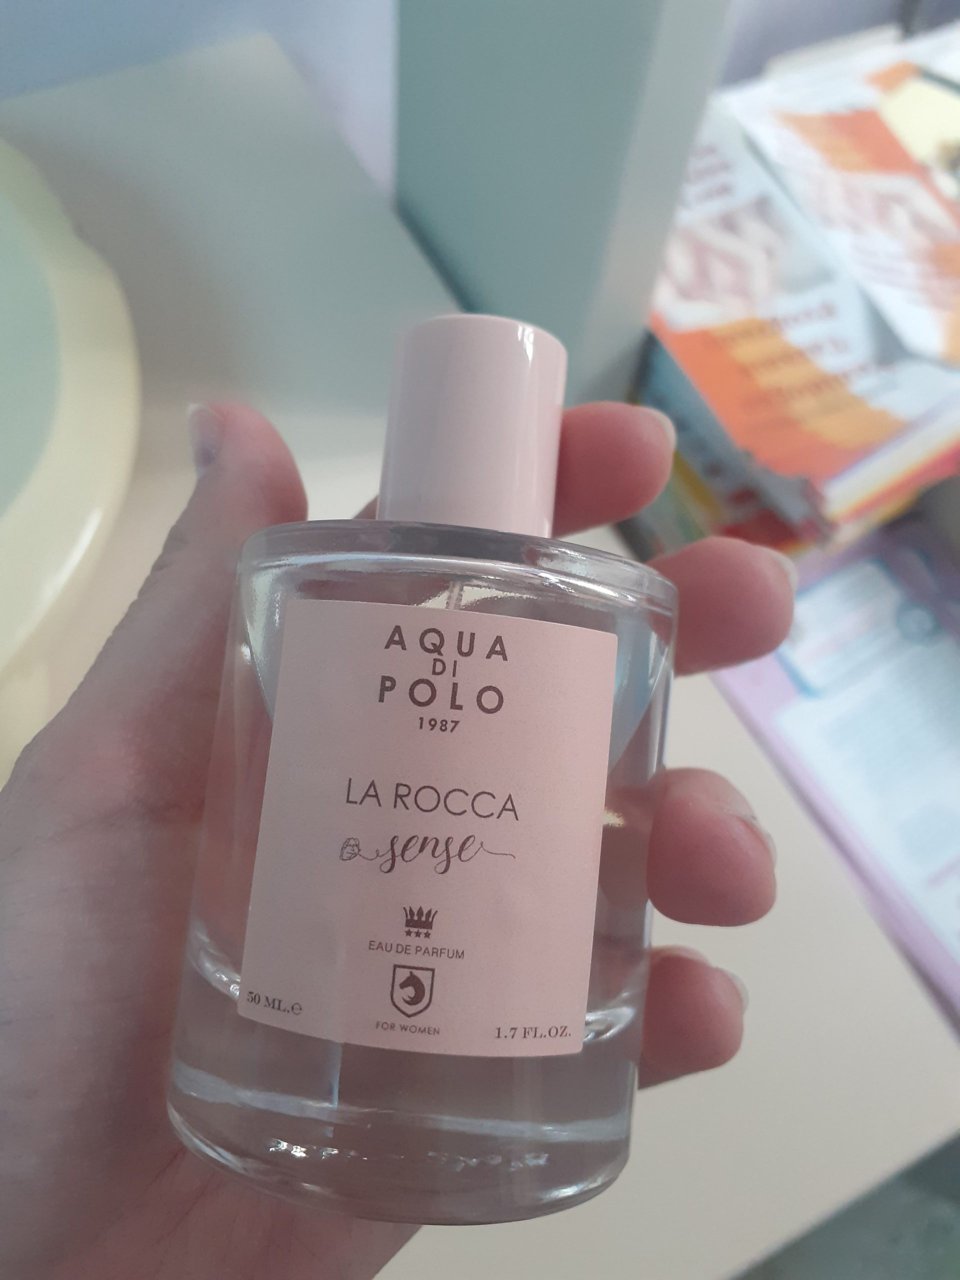 AQUA
DI
POLO
1987
LA ROCCA
sense
EAU DE PARFUM
FOR WOMEN
50 ML.℮
1.7 FL.OZ.